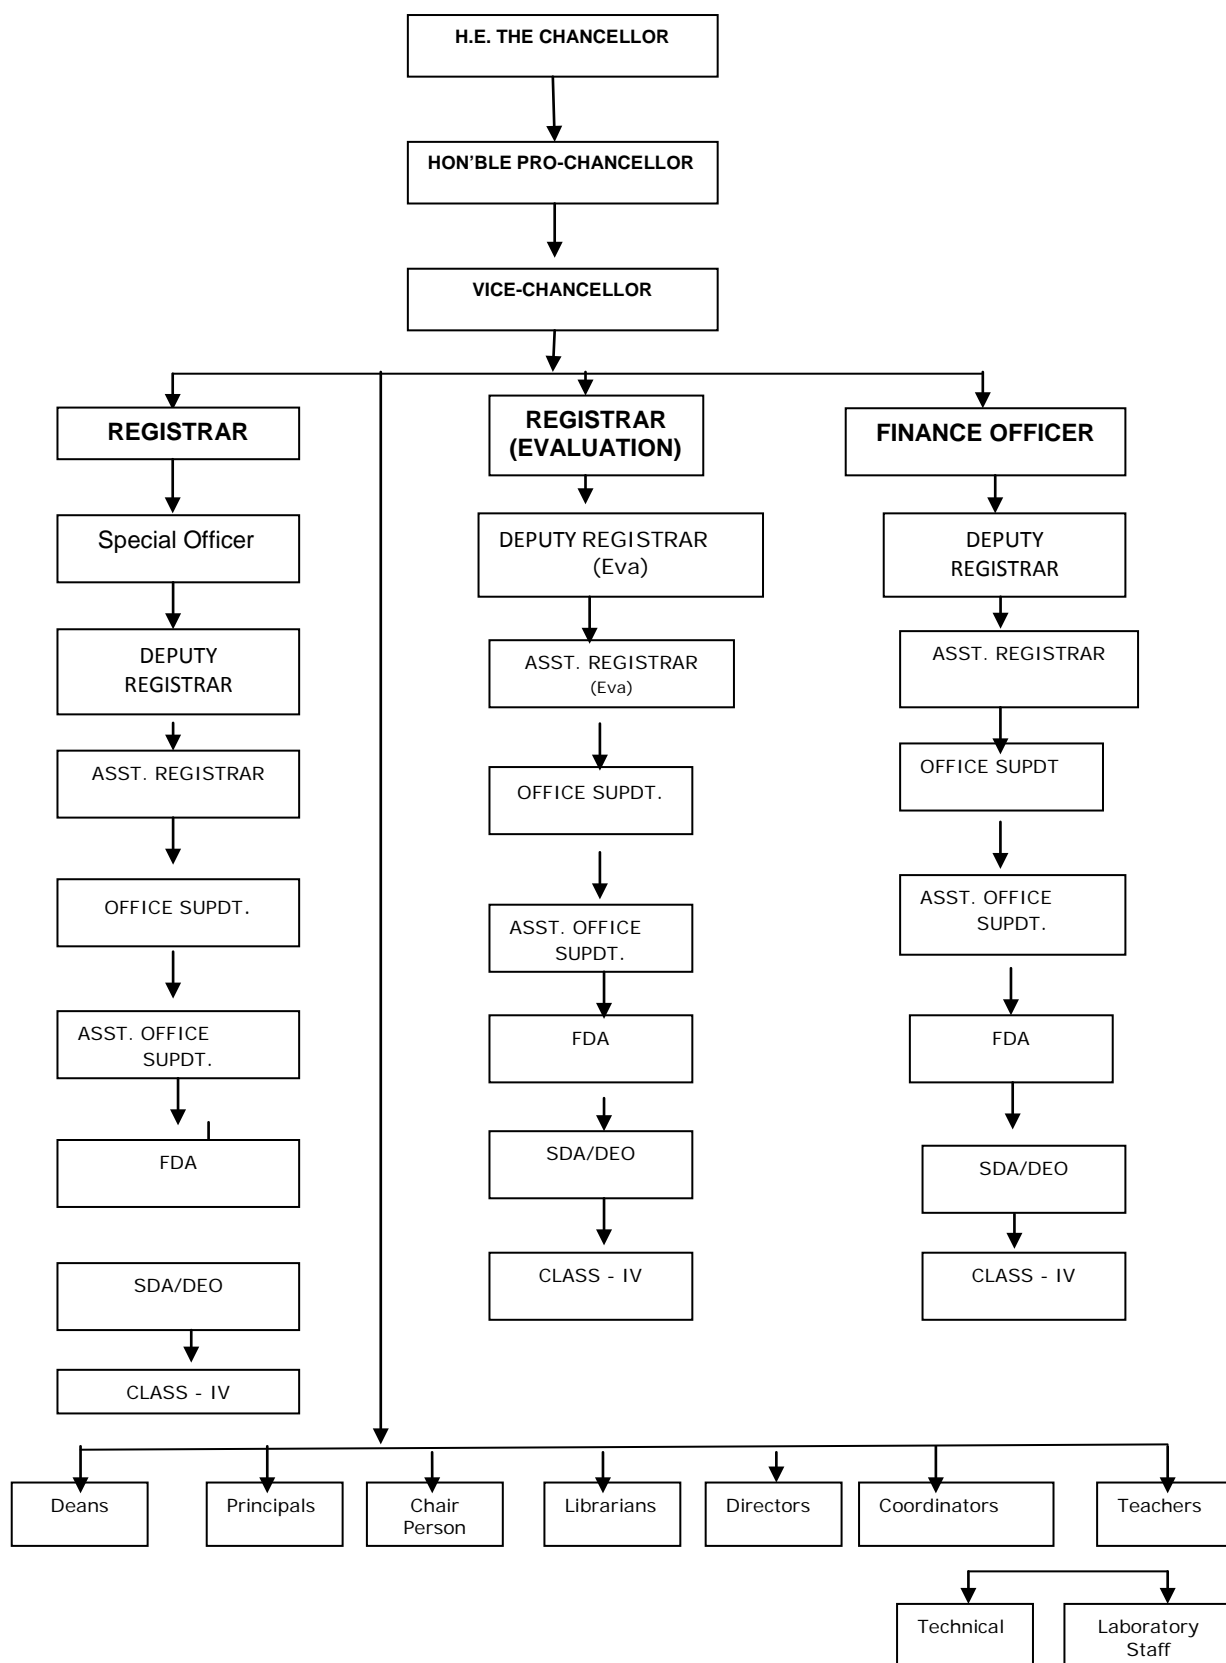 H.E. THE CHANCELLOR
HON'BLE PRO-CHANCELLOR
VICE-CHANCELLOR
REGISTRAR
Special Officer
DEPUTY
REGISTRAR
ASST. REGISTRAR
OFFICE SUPDT.
ASST. OFFICE
SUPDT.
FDA
SDA/DEO
CLASS - IV
REGISTRAR
(EVALUATION)
DEPUTY REGISTRAR
(Eva)
ASST. REGISTRAR
(Eva)
OFFICE SUPDT.
ASST. OFFICE
SUPDT.
FDA
SDA/DEO
CLASS - IV
FINANCE OFFICER
DEPUTY
REGISTRAR
ASST. REGISTRAR
OFFICE SUPDT
ASST. OFFICE
SUPDT.
FDA
SDA/DEO
CLASS - IV
Deans
Principals
Chair
Person
Librarians
Directors
Coordinators
Teachers
Technical
Laboratory
Staff